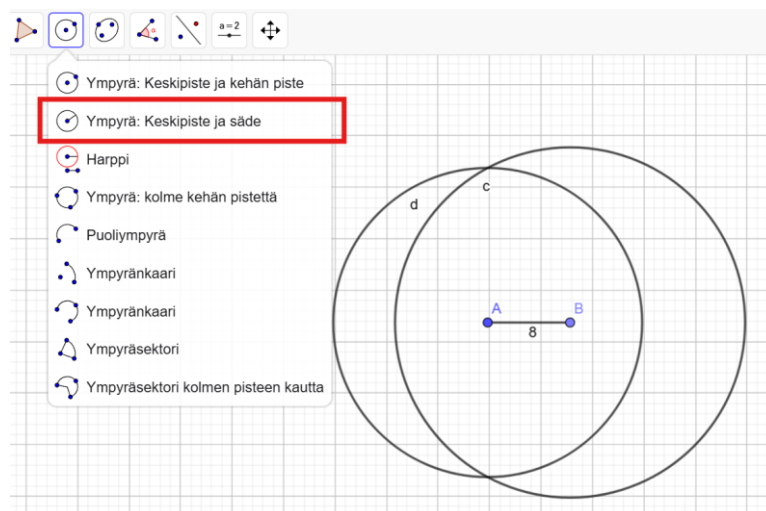 a=2
Ympyrä: Keskipiste ja kehän piste
Ympyrä: Keskipiste ja säde
Harppi
Ympyrä: kolme kehän pistettä
Puoliympyrä
Ympyränkaari
Ympyränkaari
Ympyräsektori
Ympyräsektori kolmen pisteen kautta
c
d
A
B
8